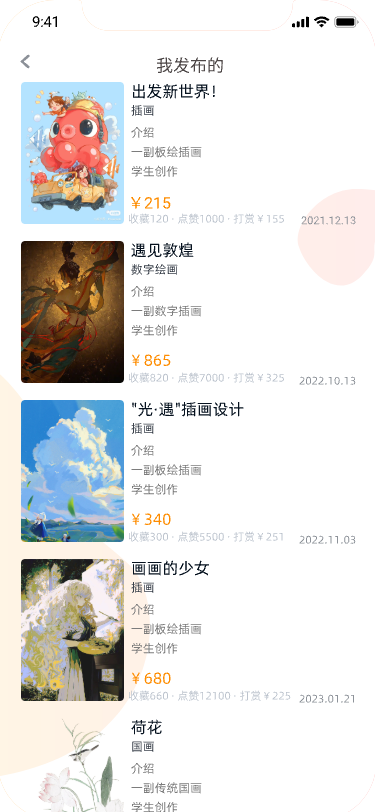 9:41
我发布的
出发新世界！
插画
介绍
一副板绘插画
学生创作
￥215
收藏120 · 点赞1000 · 打赏￥155
2021.12.13
遇见敦煌
数字绘画
介绍
一副数字插画
学生创作
￥865
收藏820 · 点赞7000 · 打赏￥325
2022.10.13
"光·遇"插画设计
插画
介绍
一副板绘插画
学生创作
￥340
收藏300 · 点赞5500 · 打赏￥251
2022.11.03
画画的少女
插画
介绍
一副板绘插画
学生创作
￥680
收藏660 · 点赞12100 · 打赏￥225
2023.01.21
荷花
国画
介绍
一副传统国画
学生创作